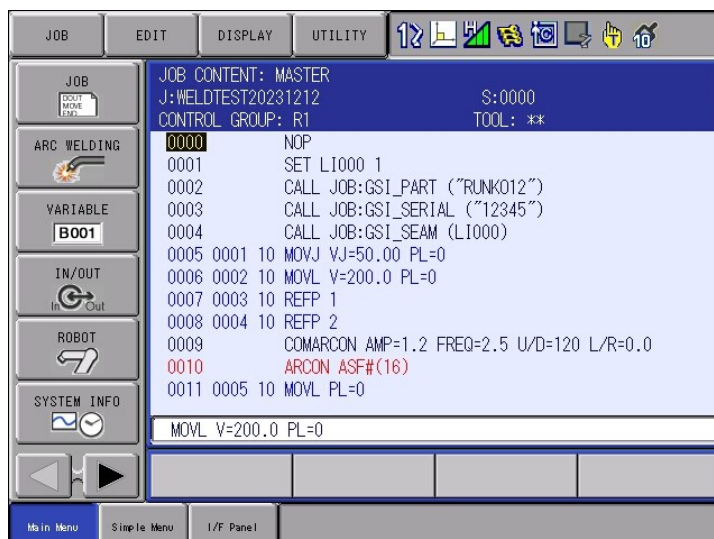 JOB EDIT DISPLAY UTILITY
JOB
DOUT
MOVE
END
ARC WELDING
VARIABLE
B001
IN/OUT
In Out
ROBOT
SYSTEM INFO
JOB CONTENT: MASTER
J:WELDTEST20231212 S:0000
CONTROL GROUP: R1 TOOL: **
0000 NOP
0001 SET LI000 1
0002 CALL JOB:GSI_PART ("RUNK012")
0003 CALL JOB:GSI_SERIAL ("12345")
0004 CALL JOB:GSI_SEAM (LI000)
0005 0001 10 MOVJ VJ=50.00 PL=0
0006 0002 10 MOVL V=200.0 PL=0
0007 0003 10 REFP 1
0008 0004 10 REFP 2
0009 COMARCON AMP=1.2 FREQ=2.5 U/D=120 L/R=0.0
0010 ARCON ASF#(16)
0011 0005 10 MOVL PL=0
MOVL V=200.0 PL=0
Main Menu Simple Menu I/F Panel